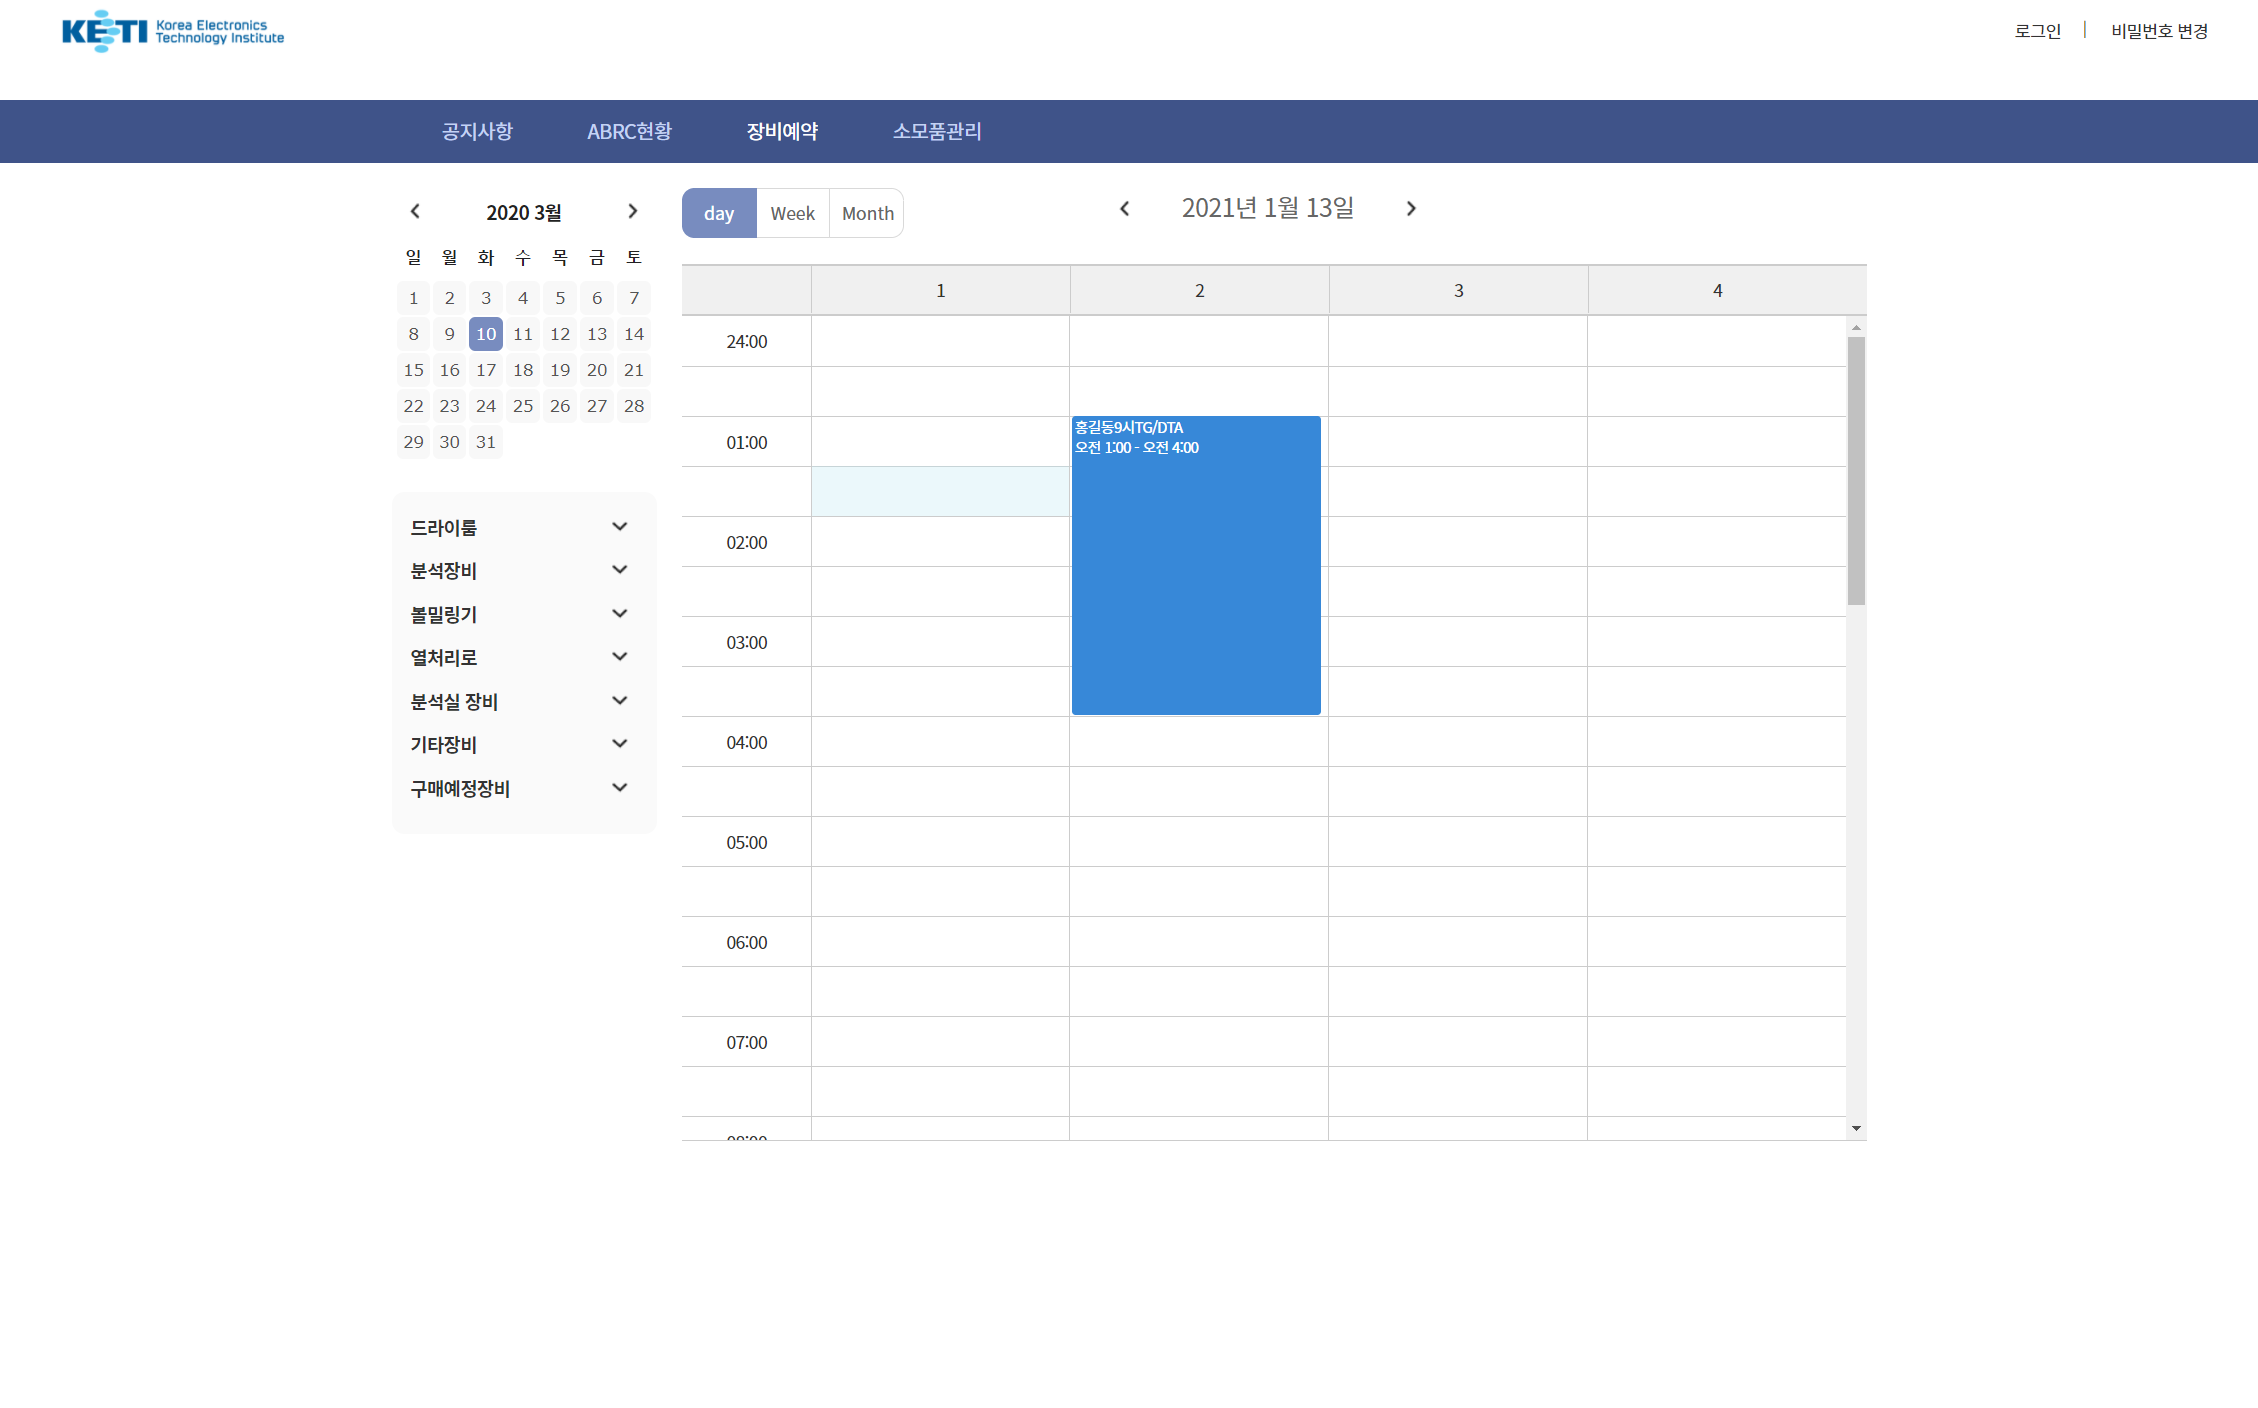 KETI Korea Electronics
Technology Institute
로그인 | 비밀번호 변경
공지사항 ABRC현황 장비예약 소모품관리
2020 3월
일 월 화 수 목 금 토
1 2 3 4 5 6 7
8 9 10 11 12 13 14
15 16 17 18 19 20 21
22 23 24 25 26 27 28
29 30 31
드라이룸
분석장비
볼밀링기
열처리로
분석실 장비
기타장비
구매예정장비
day Week Month
2021년 1월 13일
1 2 3 4
24:00
01:00
홍길동9시TG/DTA
오전 1:00 - 오전 4:00
02:00
03:00
04:00
05:00
06:00
07:00